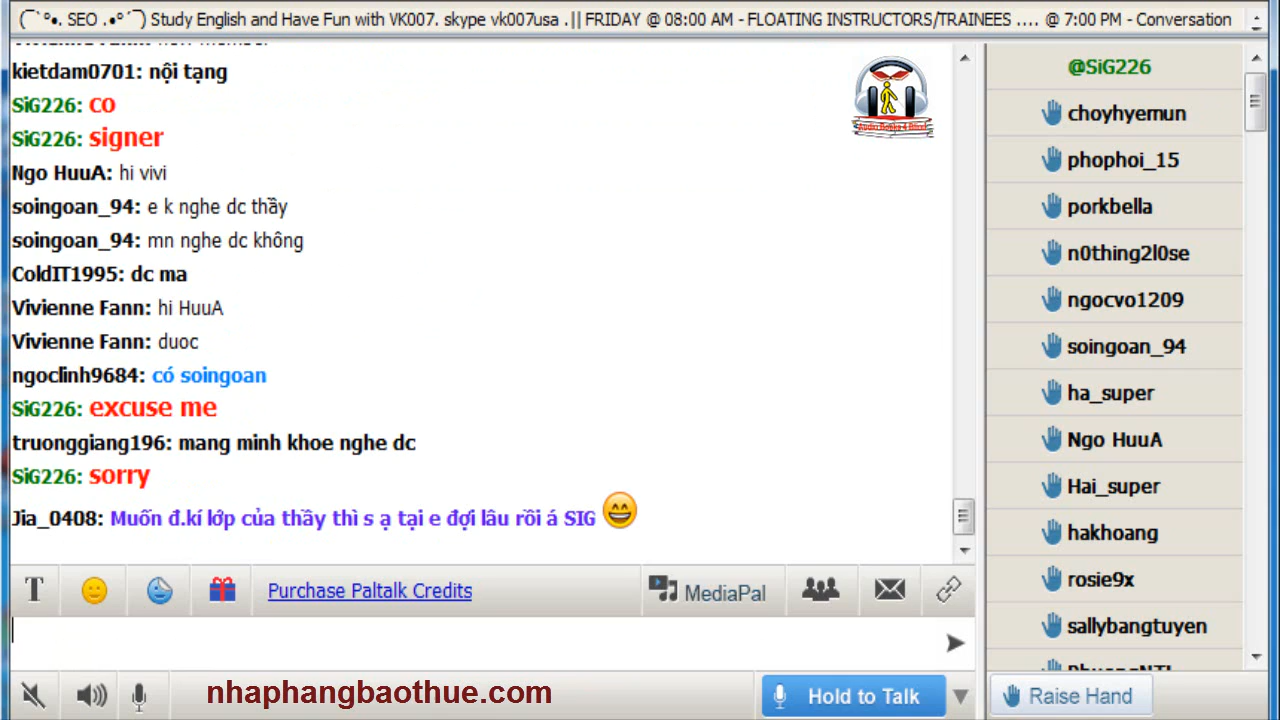 (¯`°•. SEO .•°´¯) Study English and Have Fun with VK007. skype vk007usa .|| FRIDAY @ 08:00 AM - FLOATING INSTRUCTORS/TRAINEES .... @ 7:00 PM - Conversation
kietdam0701: nội tạng
SiG226: co
SiG226: signer
Ngo HuuA: hi vivi
soingoan_94: e k nghe dc thầy
soingoan_94: mn nghe dc không
ColdIT1995: dc ma
Vivienne Fann: hi HuuA
Vivienne Fann: duoc
ngoclinh9684: có soingoan
SiG226: excuse me
truonggiang196: mang minh khoe nghe dc
SiG226: sorry
Jia_0408: Muốn đ.kí lớp của thầy thì s ạ tại e đợi lâu rồi á SIG
T
Purchase Paltalk Credits
MediaPal
nhaphangbaothue.com
Hold to Talk
@SiG226
choyhyemun
phophoi_15
porkbella
n0thing2l0se
ngocvo1209
soingoan_94
ha_super
Ngo HuuA
Hai_super
hakhoang
rosie9x
sallybangtuyen
Raise Hand